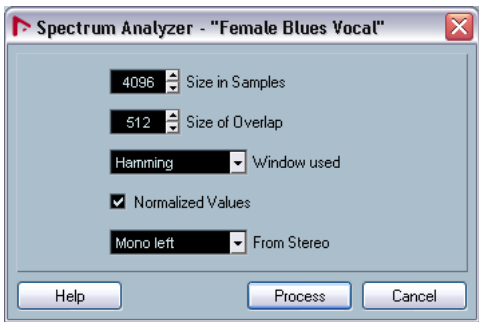 Spectrum Analyzer - "Female Blues Vocal"
4096 Size in Samples
512 Size of Overlap
Hamming Window used
Normalized Values
Mono left From Stereo
Help Process Cancel